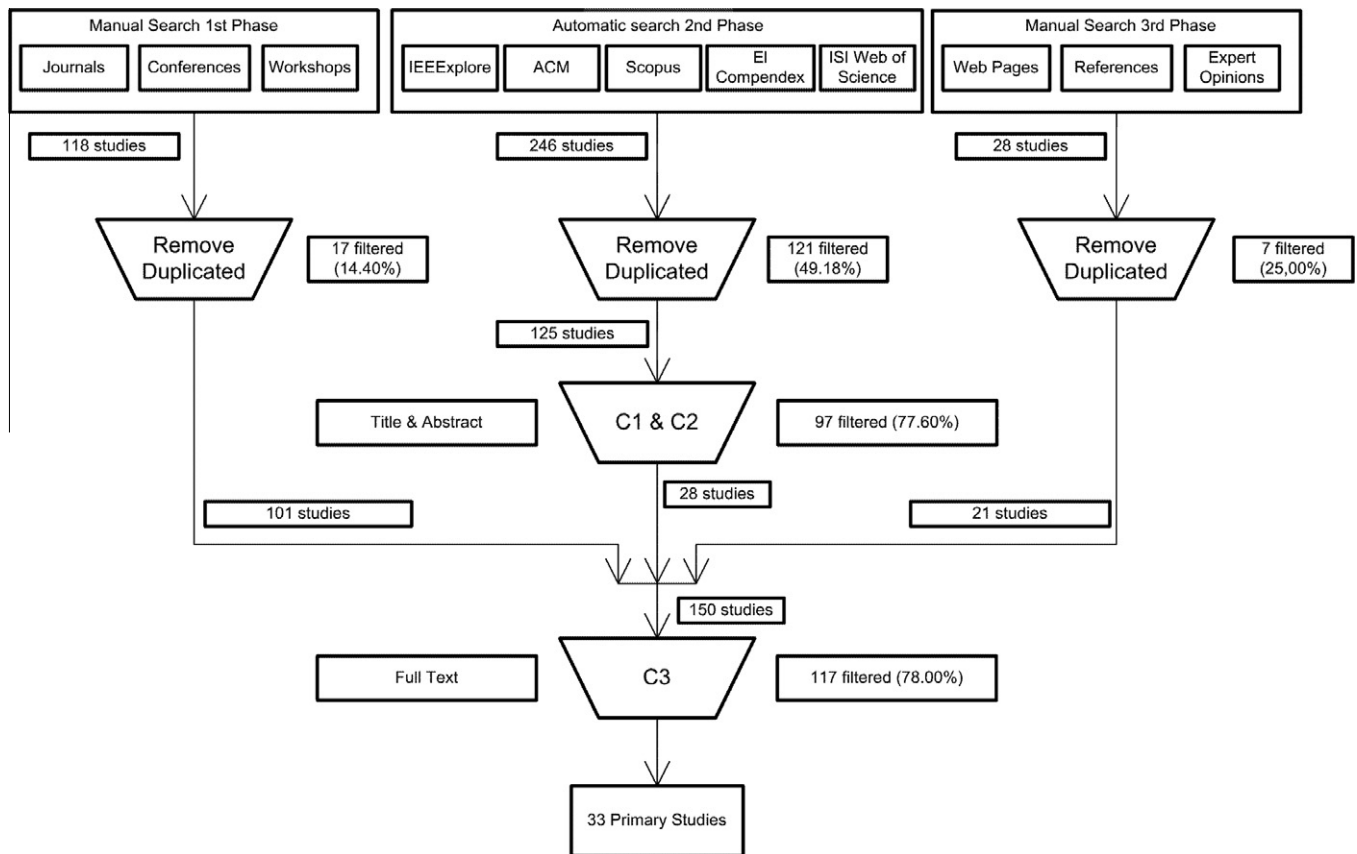 Manual Search 1st Phase
Journals
Conferences
Workshops
Automatic search 2nd Phase
IEEExplore
ACM
Scopus
EI
Compendex
ISI Web of
Science
Manual Search 3rd Phase
Web Pages
References
Expert
Opinions
118 studies
246 studies
28 studies
Remove
Duplicated
17 filtered
(14.40%)
Remove
Duplicated
121 filtered
(49.18%)
Remove
Duplicated
7 filtered
(25,00%)
125 studies
Title & Abstract
C1 & C2
97 filtered (77.60%)
101 studies
28 studies
21 studies
150 studies
Full Text
C3
117 filtered (78.00%)
33 Primary Studies